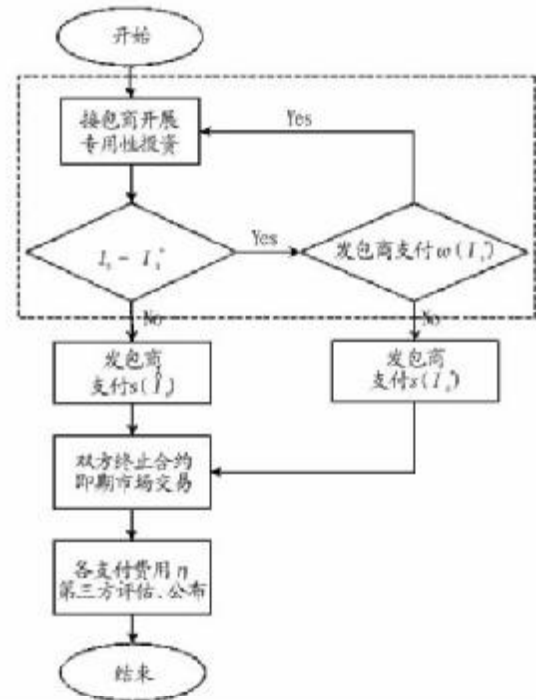 开始
接包商开展
专用性投资
Yes
I_s = I_s^*
Yes
发包商支付 ω(I_s^*)
No
No
发包商
支付s(I_s)
发包商
支付s(I_s^*)
双方终止合约
即期市场交易
各支付费用 η
第三方评估、公布
结束